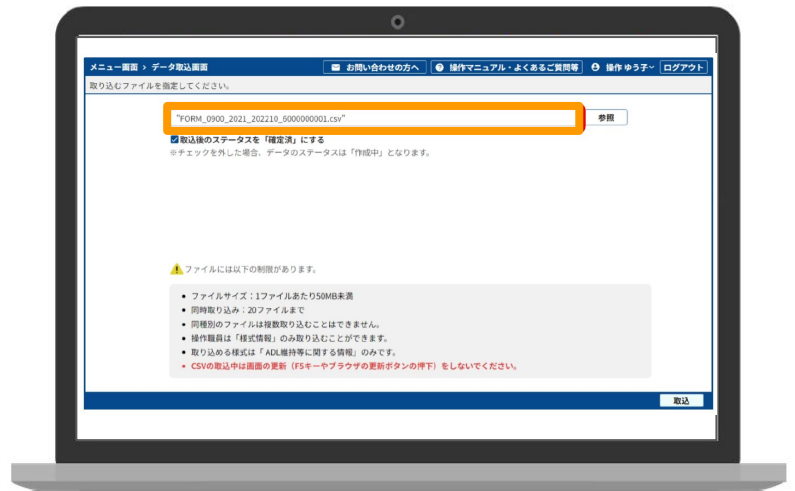 メニュー画面 › データ取込画面
お問い合わせの方へ
操作マニュアル・よくあるご質問等
操作 ゆう子
ログアウト
取り込むファイルを指定してください。
"FORM_0900_2021_202210_6000000001.csv"
参照
取込後のステータスを「確定済」にする
※チェックを外した場合、データのステータスは「作成中」となります。
ファイルには以下の制限があります。
• ファイルサイズ：1ファイルあたり50MB未満
• 同時取り込み：20ファイルまで
• 同種別のファイルは複数取り込むことはできません。
• 操作職員は「様式情報」のみ取り込むことができます。
• 取り込める様式は「 ADL維持等に関する情報」のみです。
• CSVの取込中は画面の更新（F5キーやブラウザの更新ボタンの押下）をしないでください。
取込